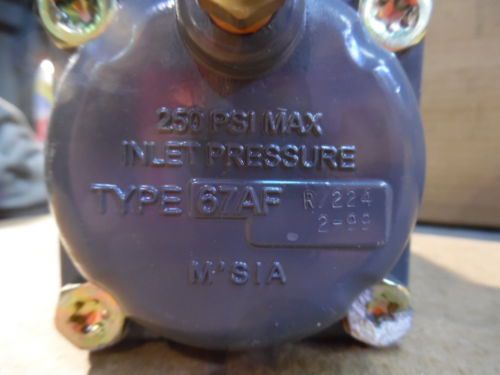 250 PSI MAX
INLET PRESSURE
TYPE 67AF R/224
2-99
M'SIA